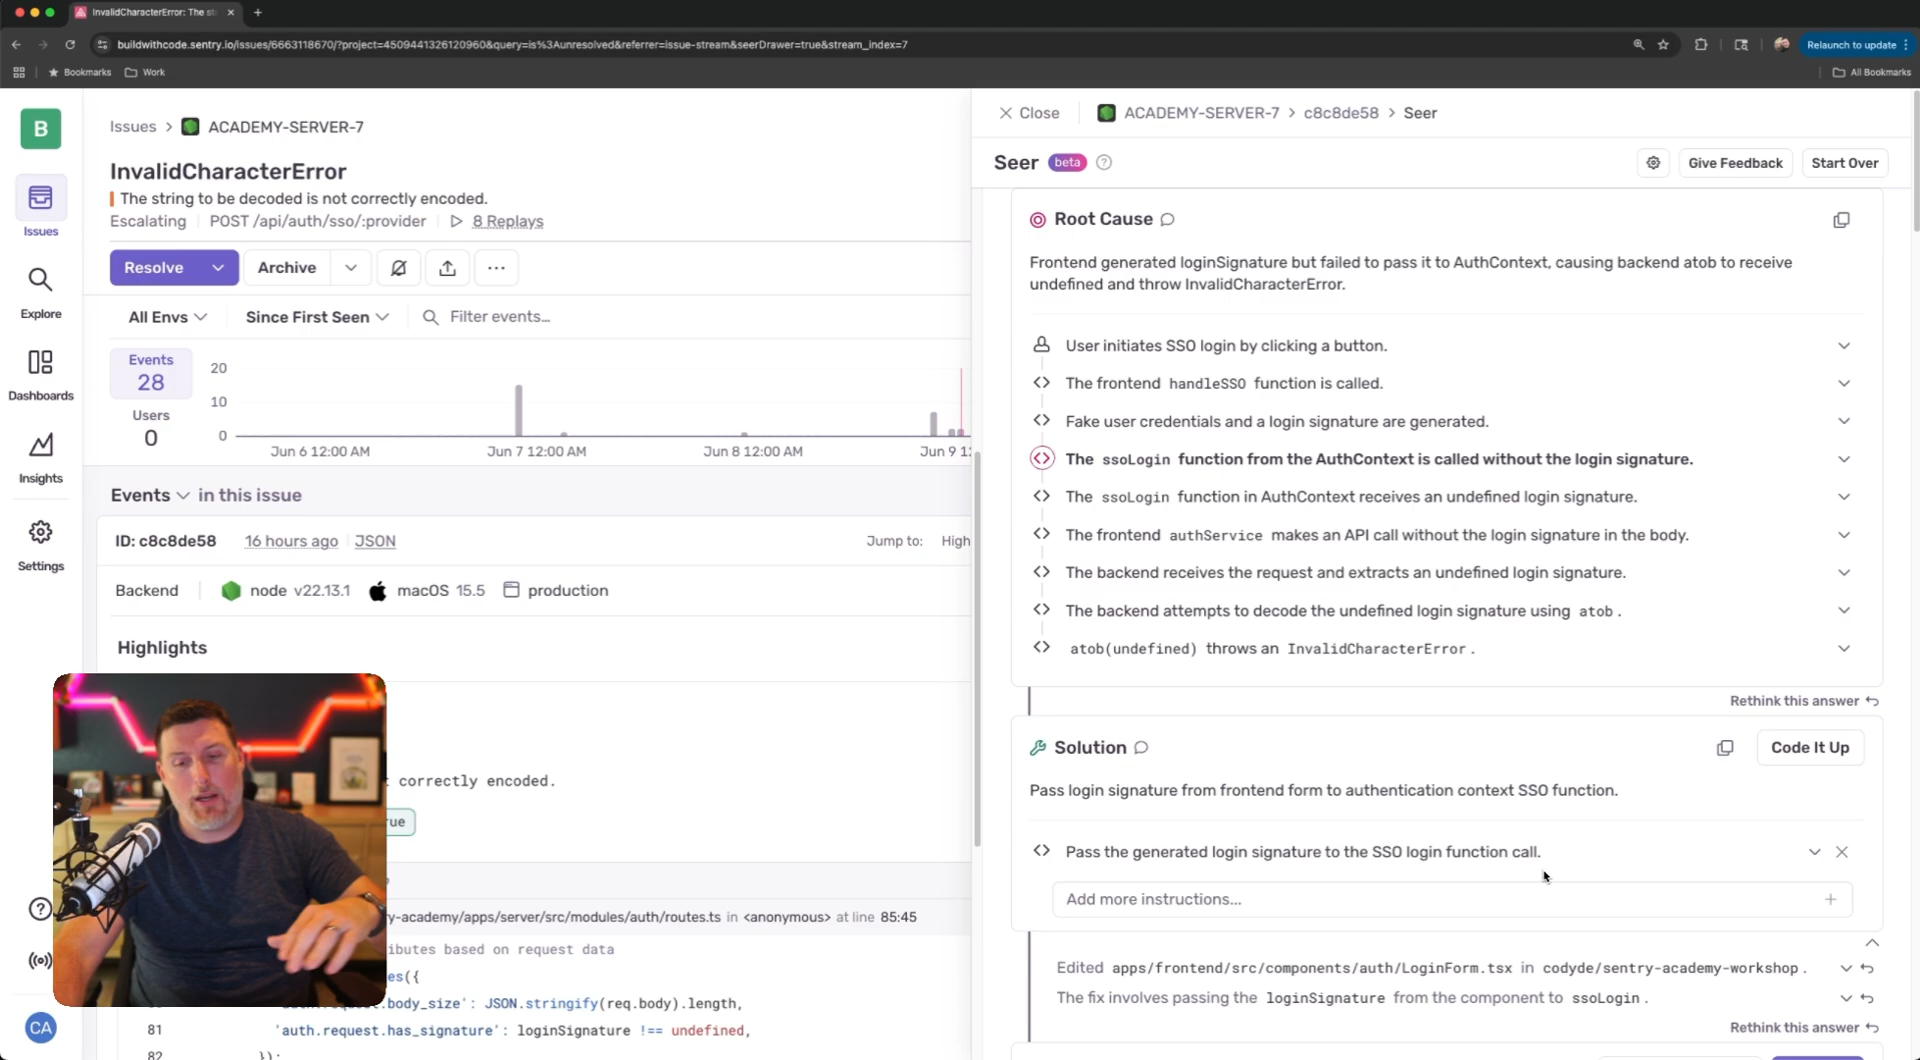 InvalidCharacterError: The st
buildwithcode.sentry.io/issues/6663118670/?project=4509441326120960&query=is%3Aunresolved&referrer=issue-stream&seerDrawer=true&stream_index=7
Relaunch to update
Bookmarks
Work
All Bookmarks
B
Issues
Explore
Dashboards
Insights
Settings
CA
Issues > ACADEMY-SERVER-7
InvalidCharacterError
The string to be decoded is not correctly encoded.
Escalating POST /api/auth/sso/:provider 8 Replays
Resolve
Archive
All Envs
Since First Seen
Filter events...
Events
28
Users
0
20
10
0
Jun 6 12:00 AM
Jun 7 12:00 AM
Jun 8 12:00 AM
Jun 9 1
Events in this issue
ID: c8c8de58 16 hours ago JSON
Jump to: High
Backend node v22.13.1 macOS 15.5 production
Highlights
correctly encoded.
rue
y-academy/apps/server/src/modules/auth/routes.ts in <anonymous> at line 85:45
ibutes based on request data
es({
.body_size': JSON.stringify(req.body).length,
81 'auth.request.has_signature': loginSignature !== undefined,
82 });
Close
ACADEMY-SERVER-7 > c8c8de58 > Seer
Seer beta
Give Feedback
Start Over
Root Cause
Frontend generated loginSignature but failed to pass it to AuthContext, causing backend atob to receive
undefined and throw InvalidCharacterError.
User initiates SSO login by clicking a button.
The frontend handleSSO function is called.
Fake user credentials and a login signature are generated.
The ssoLogin function from the AuthContext is called without the login signature.
The ssoLogin function in AuthContext receives an undefined login signature.
The frontend authService makes an API call without the login signature in the body.
The backend receives the request and extracts an undefined login signature.
The backend attempts to decode the undefined login signature using atob .
atob(undefined) throws an InvalidCharacterError .
Rethink this answer
Solution
Code It Up
Pass login signature from frontend form to authentication context SSO function.
Pass the generated login signature to the SSO login function call.
Add more instructions...
Edited apps/frontend/src/components/auth/LoginForm.tsx in codyde/sentry-academy-workshop .
The fix involves passing the loginSignature from the component to ssoLogin .
Rethink this answer